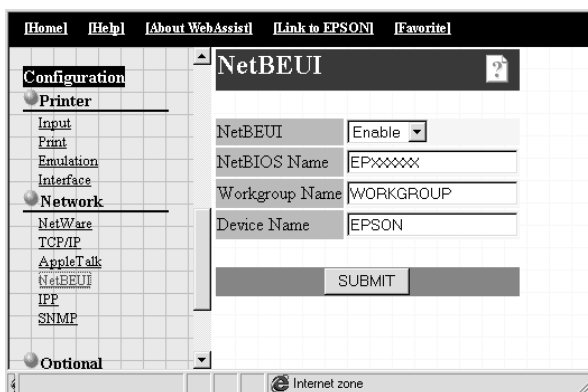 [Home] [Help] [About WebAssist] [Link to EPSON] [Favorite]
Configuration
Printer
Input
Print
Emulation
Interface
Network
NetWare
TCP/IP
AppleTalk
NetBEUI
IPP
SNMP
Optional
NetBEUI
?
NetBEUI Enable
NetBIOS Name EPXXXXXX
Workgroup Name WORKGROUP
Device Name EPSON
SUBMIT
Internet zone